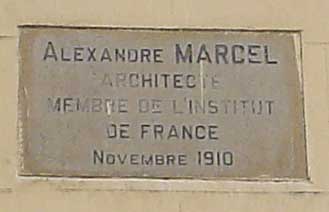 ALEXANDRE MARCEL
ARCHITECTE
MEMBRE DE L'INSTITUT
DE FRANCE
NOVEMBRE 1910